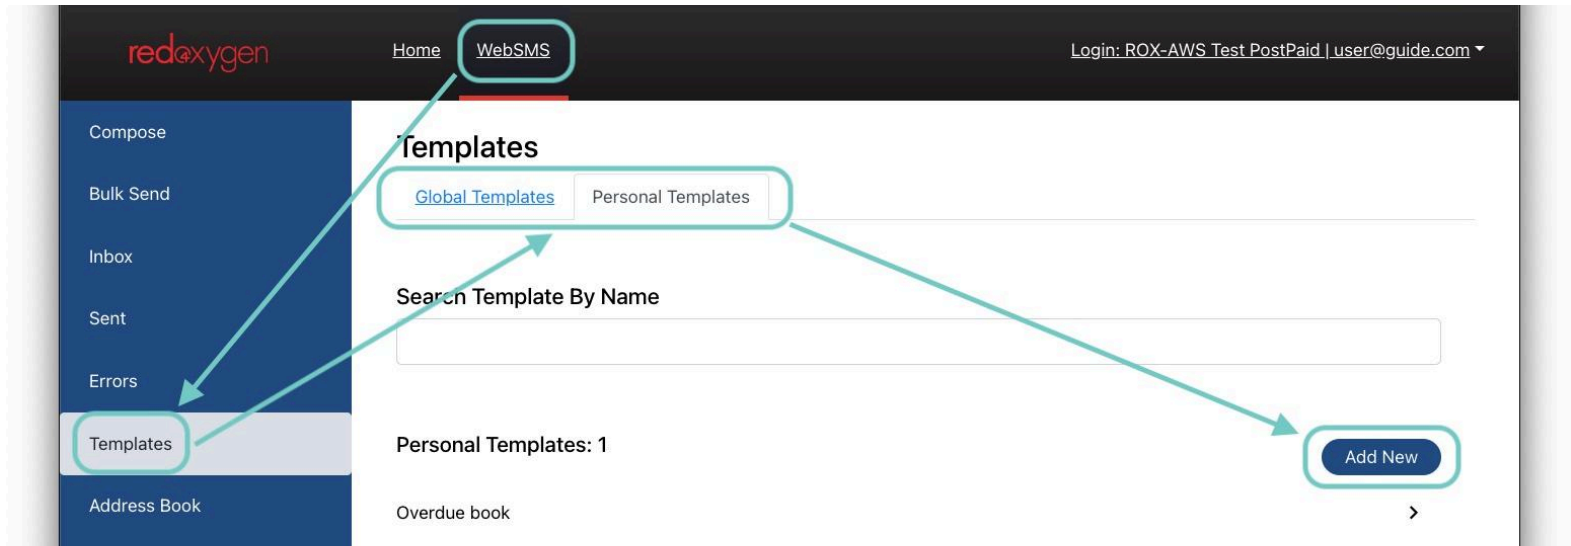 redoxygen
Home
WebSMS
Login: ROX-AWS Test PostPaid | user@guide.com
Compose
Bulk Send
Inbox
Sent
Errors
Templates
Address Book
Templates
Global Templates
Personal Templates
Search Template By Name
Personal Templates: 1
Add New
Overdue book